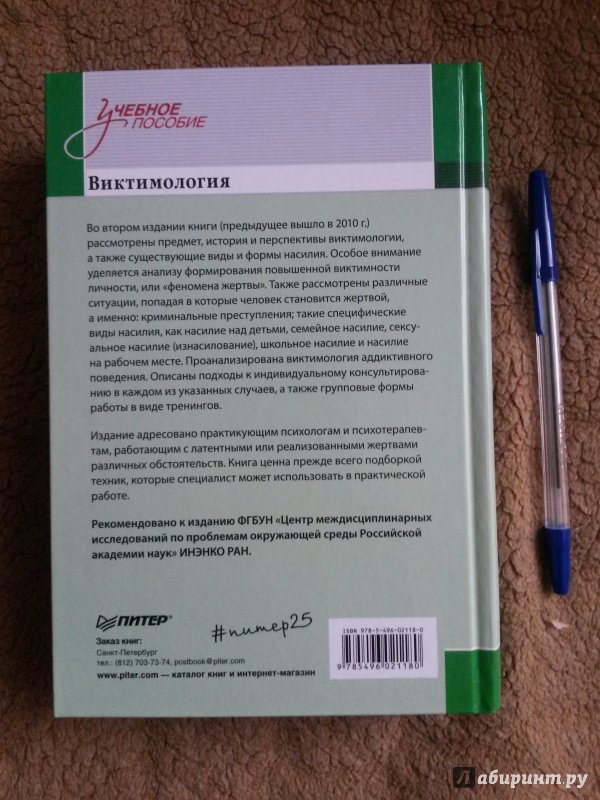 УЧЕБНОЕ
ПОСОБИЕ
Виктимология
Во втором издании книги (предыдущее вышло в 2010 г.)
рассмотрены предмет, история и перспективы виктимологии,
а также существующие виды и формы насилия. Особое внимание
уделяется анализу формирования повышенной виктимности
личности, или «феномена жертвы». Также рассмотрены различные
ситуации, попадая в которые человек становится жертвой,
а именно: криминальные преступления; такие специфические
виды насилия, как насилие над детьми, семейное насилие, сексу-
альное насилие (изнасилование), школьное насилие и насилие
на рабочем месте. Проанализирована виктимология аддиктивного
поведения. Описаны подходы к индивидуальному консультирова-
нию в каждом из указанных случаев, а также групповые формы
работы в виде тренингов.
Издание адресовано практикующим психологам и психотерапев-
там, работающим с латентными или реализованными жертвами
различных обстоятельств. Книга ценна прежде всего подборкой
техник, которые специалист может использовать в практической
работе.
Рекомендовано к изданию ФГБУН «Центр междисциплинарных
исследований по проблемам окружающей среды Российской
академии наук» ИНЭНКО РАН.
ПИТЕР®
Заказ книг:
Санкт-Петербург
тел.: (812) 703-73-74, postbook@piter.com
www.piter.com — каталог книг и интернет-магазин
#питер25
ISBN 978-5-496-02118-0
9 785496 021180
Лабиринт.ру